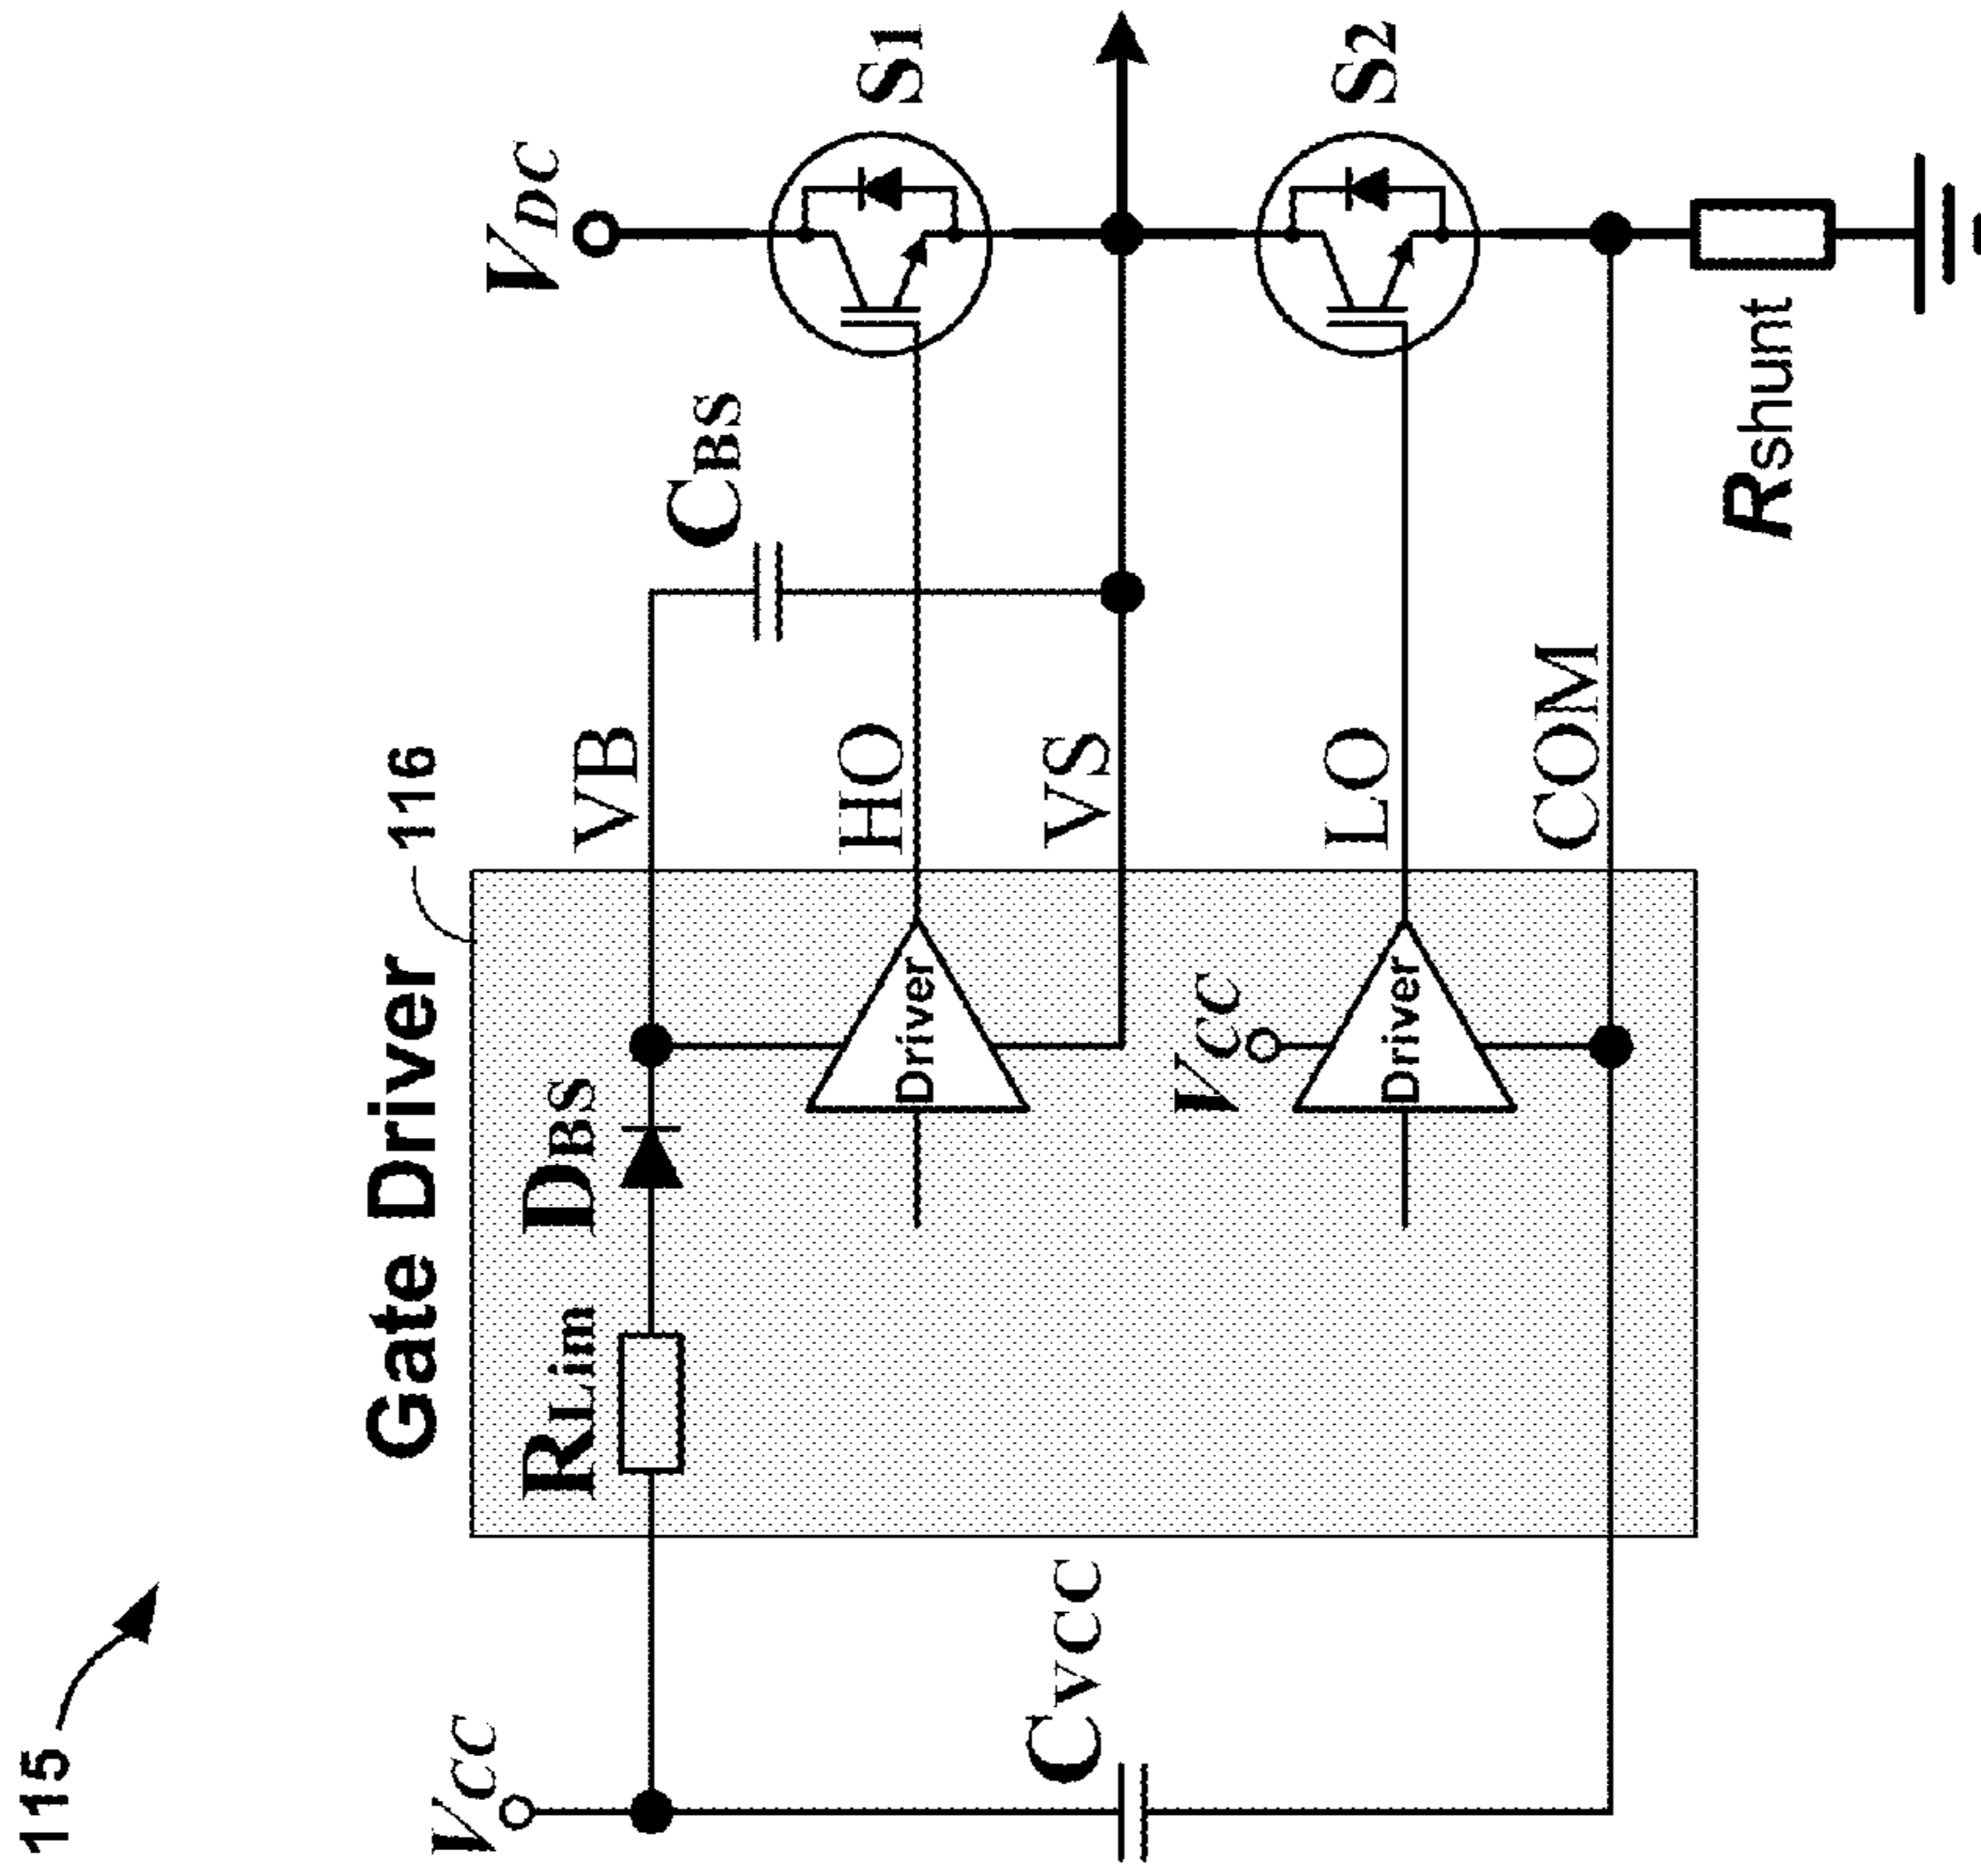 115
Gate Driver
116
VCC
RLim
DBS
VB
CBS
VDC
S1
Driver
HO
VS
CVCC
VCC
Driver
LO
S2
COM
Rshunt